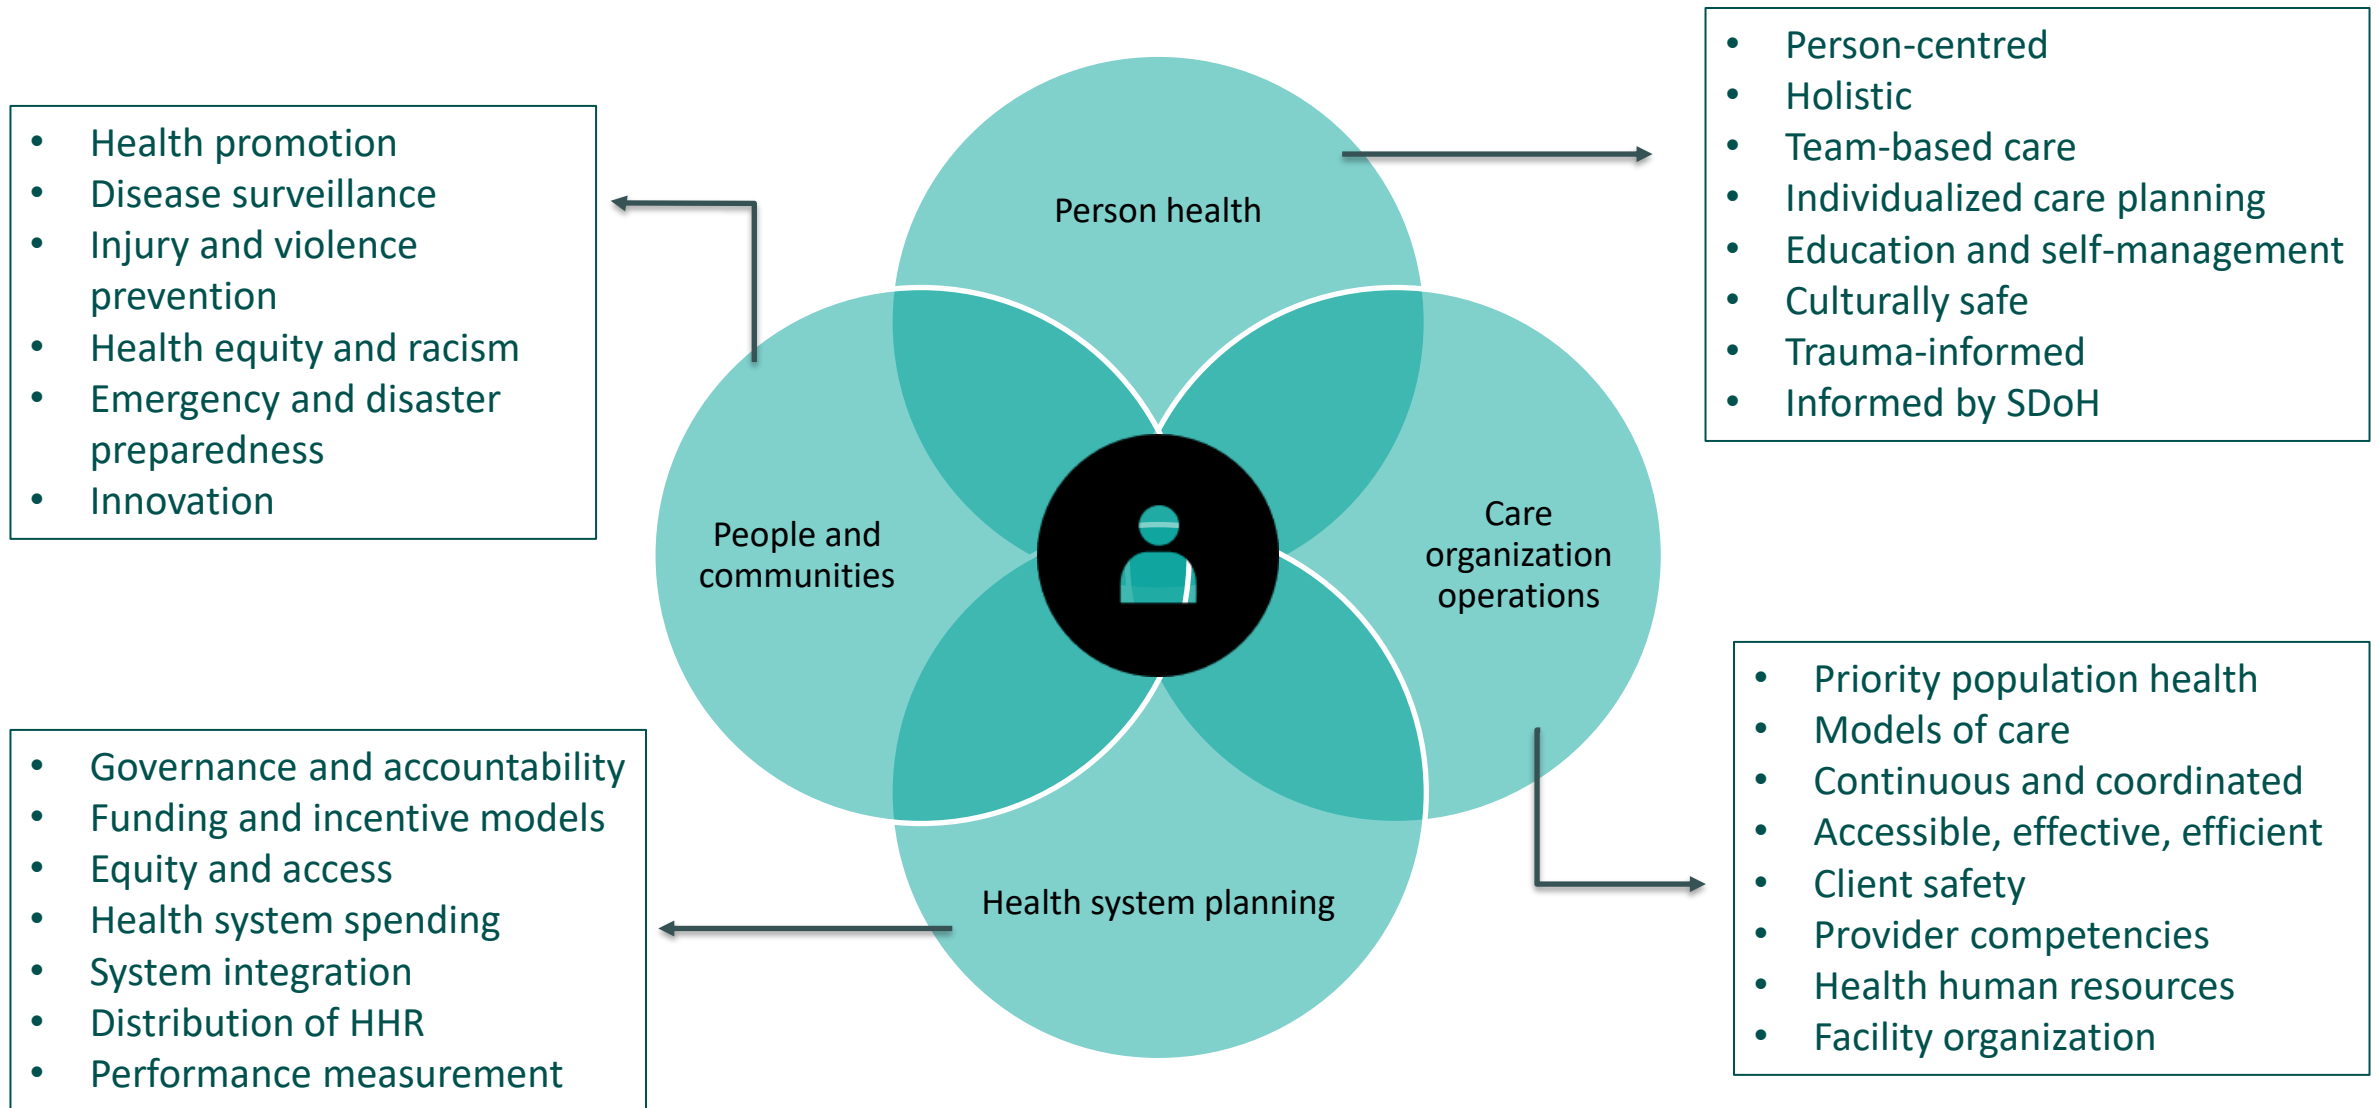 • Health promotion
• Disease surveillance
• Injury and violence
prevention
• Health equity and racism
• Emergency and disaster
preparedness
• Innovation
Person health
• Person-centred
• Holistic
• Team-based care
• Individualized care planning
• Education and self-management
• Culturally safe
• Trauma-informed
• Informed by SDoH
People and
communities
Care
organization
operations
• Governance and accountability
• Funding and incentive models
• Equity and access
• Health system spending
• System integration
• Distribution of HHR
• Performance measurement
Health system planning
• Priority population health
• Models of care
• Continuous and coordinated
• Accessible, effective, efficient
• Client safety
• Provider competencies
• Health human resources
• Facility organization